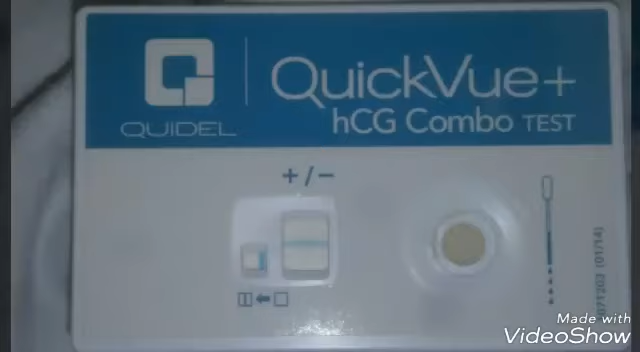 QuickVue+
hCG Combo TEST
QUIDEL
+/−
Made with
VideoShow